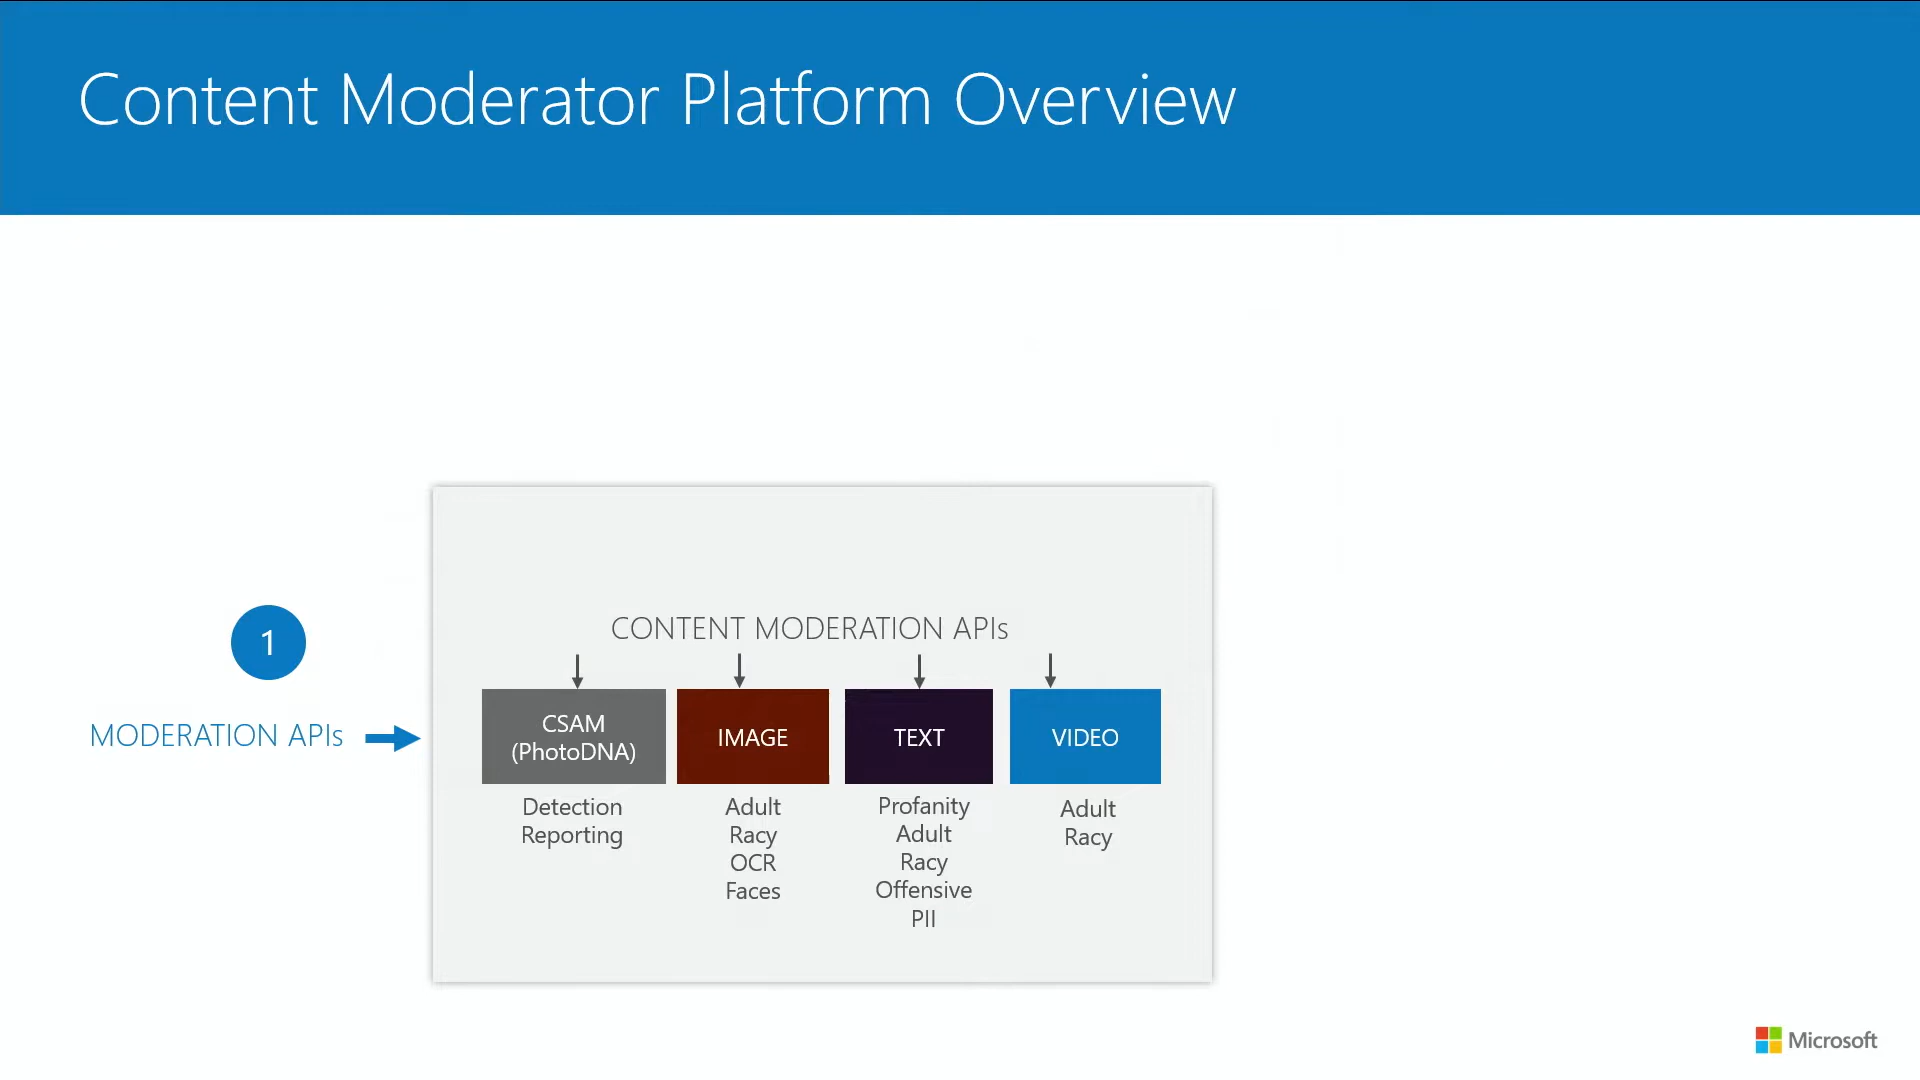 Content Moderator Platform Overview
1
MODERATION APIs
CONTENT MODERATION APIs
CSAM
(PhotoDNA)
Detection
Reporting
IMAGE
Adult
Racy
OCR
Faces
TEXT
Profanity
Adult
Racy
Offensive
PII
VIDEO
Adult
Racy
Microsoft